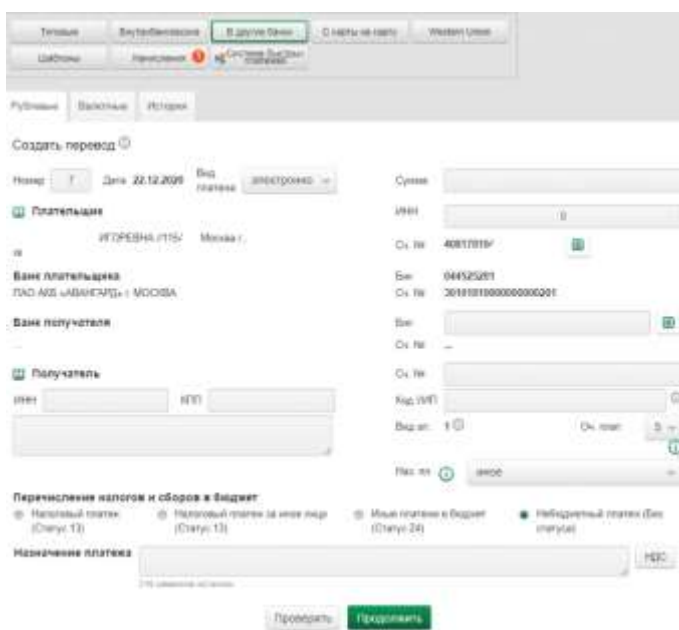 Типовые Внутрибанковские В другие банки С карты на карту Western Union
Шаблоны Начисления Система быстрых платежей
Рублевые Валютные История
Создать перевод
Номер 7 Дата 22.12.2020 Вид платежа электронно Сумма
Плательщик ИНН 0
ИГОРЕВНА //115/ Москва г. Сч. № 40817810/
Банк плательщика Бик 044525201
ПАО АКБ «АВАНГАРД» г. МОСКВА Сч. № 30101810000000000201
Банк получателя Бик
... Сч. № ...
Получатель Сч. №
ИНН КПП Код УИП
Вид оп. 1 Оч. плат. 5
Наз. пл. иное
Перечисление налогов и сборов в бюджет
Налоговый платеж (Статус 13) Налоговый платеж за иное лицо (Статус 13) Иные платежи в бюджет (Статус 24) Небюджетный платеж (Без статуса)
Назначение платежа НДС
210 символов осталось
Проверить Продолжить